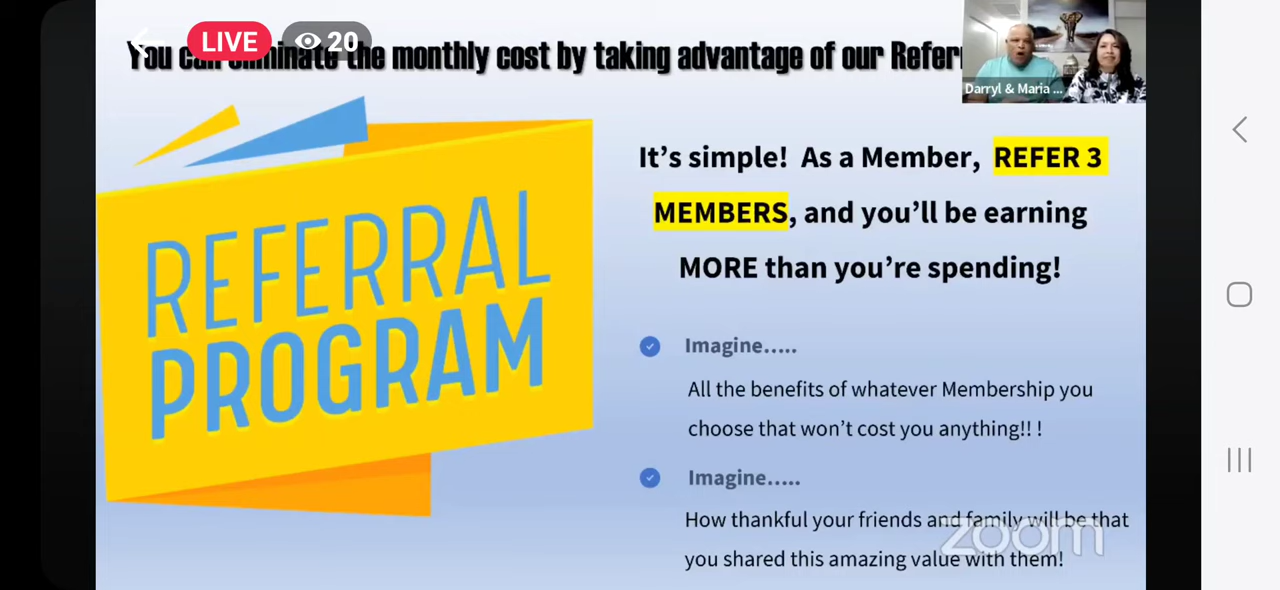 LIVE
20
You can eliminate the monthly cost by taking advantage of our
Darryl & Maria ...
REFERRAL
PROGRAM
It's simple! As a Member, REFER 3
MEMBERS, and you'll be earning
MORE than you're spending!
Imagine.....
All the benefits of whatever Membership you
choose that won't cost you anything!! !
Imagine.....
How thankful your friends and family will be that
you shared this amazing value with them!
zoom